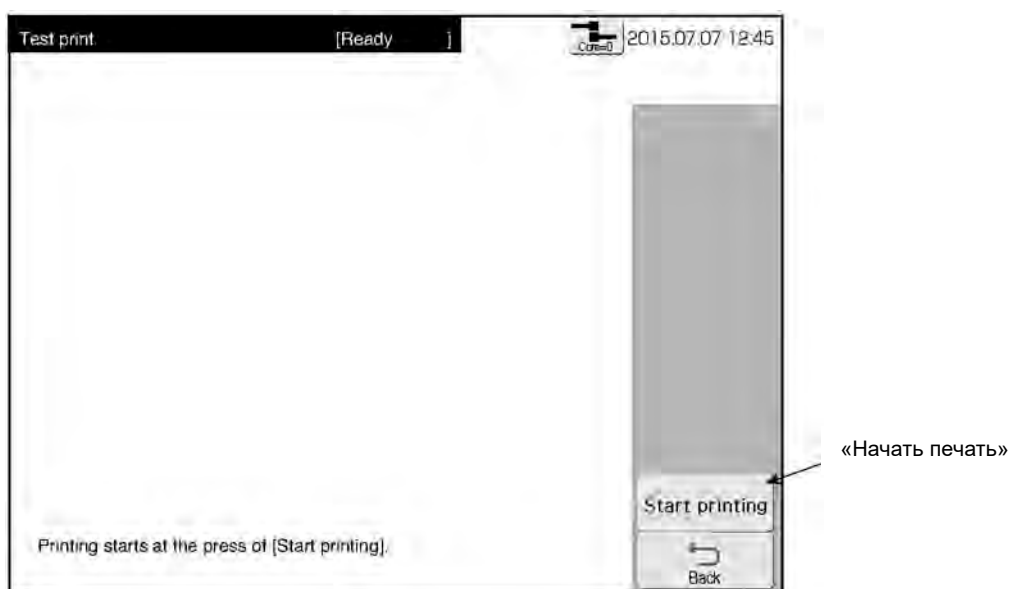 Test print [Ready ]
Com=0 2015.07.07 12:45
«Начать печать»
Start printing
Printing starts at the press of [Start printing].
Back